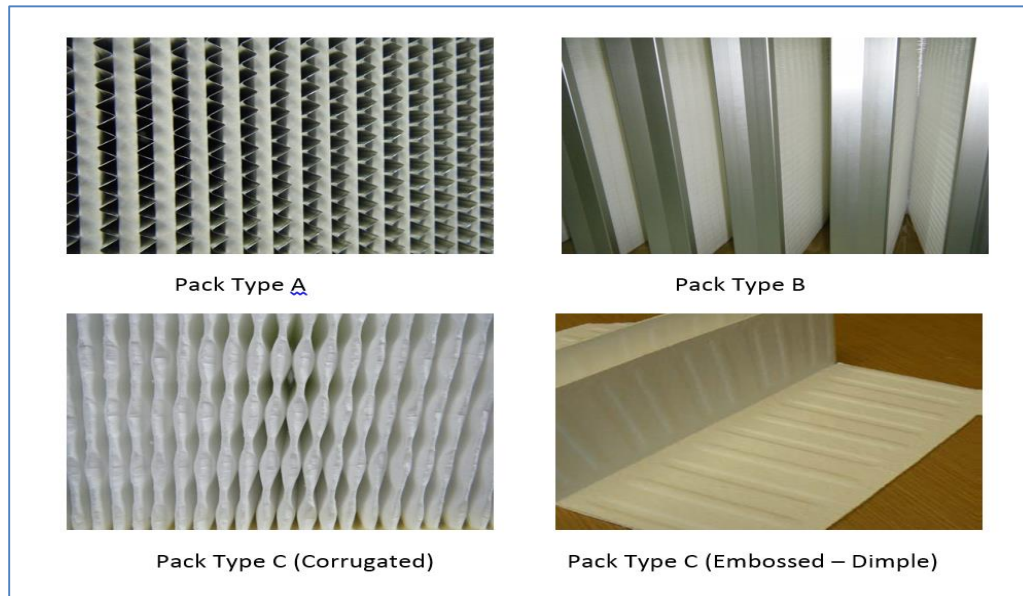 Pack Type A
Pack Type B
Pack Type C (Corrugated)
Pack Type C (Embossed – Dimple)